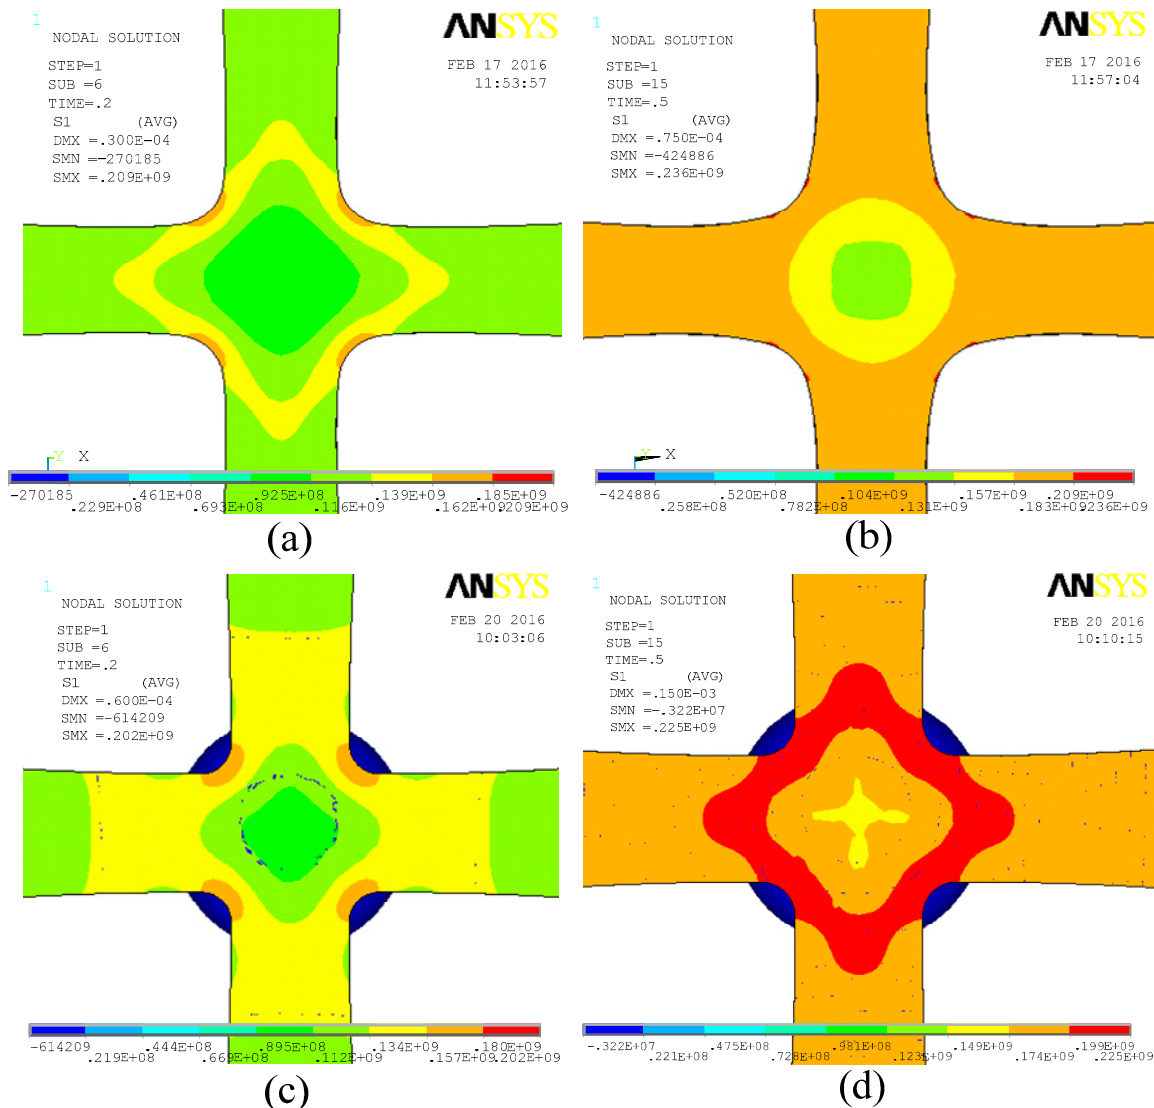 1
ANSYS
NODAL SOLUTION
FEB 17 2016
11:53:57
STEP=1
SUB =6
TIME=.2
S1 (AVG)
DMX =.300E-04
SMN =-270185
SMX =.209E+09
Y X
-270185 .461E+08 .925E+08 .139E+09 .185E+09
.229E+08 .693E+08 .116E+09 .162E+09 .209E+09
(a)
1
ANSYS
NODAL SOLUTION
FEB 17 2016
11:57:04
STEP=1
SUB =15
TIME=.5
S1 (AVG)
DMX =.750E-04
SMN =-424886
SMX =.236E+09
Y X
-424886 .520E+08 .104E+09 .157E+09 .209E+09
.258E+08 .782E+08 .131E+09 .183E+09 .236E+09
(b)
1
ANSYS
NODAL SOLUTION
FEB 20 2016
10:03:06
STEP=1
SUB =6
TIME=.2
S1 (AVG)
DMX =.600E-04
SMN =-614209
SMX =.202E+09
-614209 .444E+08 .895E+08 .134E+09 .180E+09
.219E+08 .669E+08 .112E+09 .157E+09 .202E+09
(c)
1
ANSYS
NODAL SOLUTION
FEB 20 2016
10:10:15
STEP=1
SUB =15
TIME=.5
S1 (AVG)
DMX =.150E-03
SMN =-.322E+07
SMX =.225E+09
-.322E+07 .475E+08 .981E+08 .149E+09 .199E+09
.221E+08 .728E+08 .123E+09 .174E+09 .225E+09
(d)